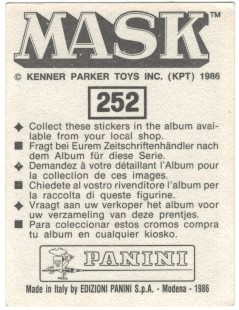 MASK™
© KENNER PARKER TOYS INC. (KPT) 1986
252
Collect these stickers in the album avai-
lable from your local shop.
Fragt bei Eurem Zeitschriftenhändler nach
dem Album für diese Serie.
Demandez à votre détaillant l'Album pour
la collection de ces images.
Chiedete al vostro rivenditore l'album per
la raccolta di queste figurine.
Vraagt aan uw verkoper het album voor
uw verzameling van deze prentjes.
Para coleccionar estos cromos compra
tu album en cualquier kiosko.
PANINI
Made in Italy by EDIZIONI PANINI S.p.A. - Modena - 1986